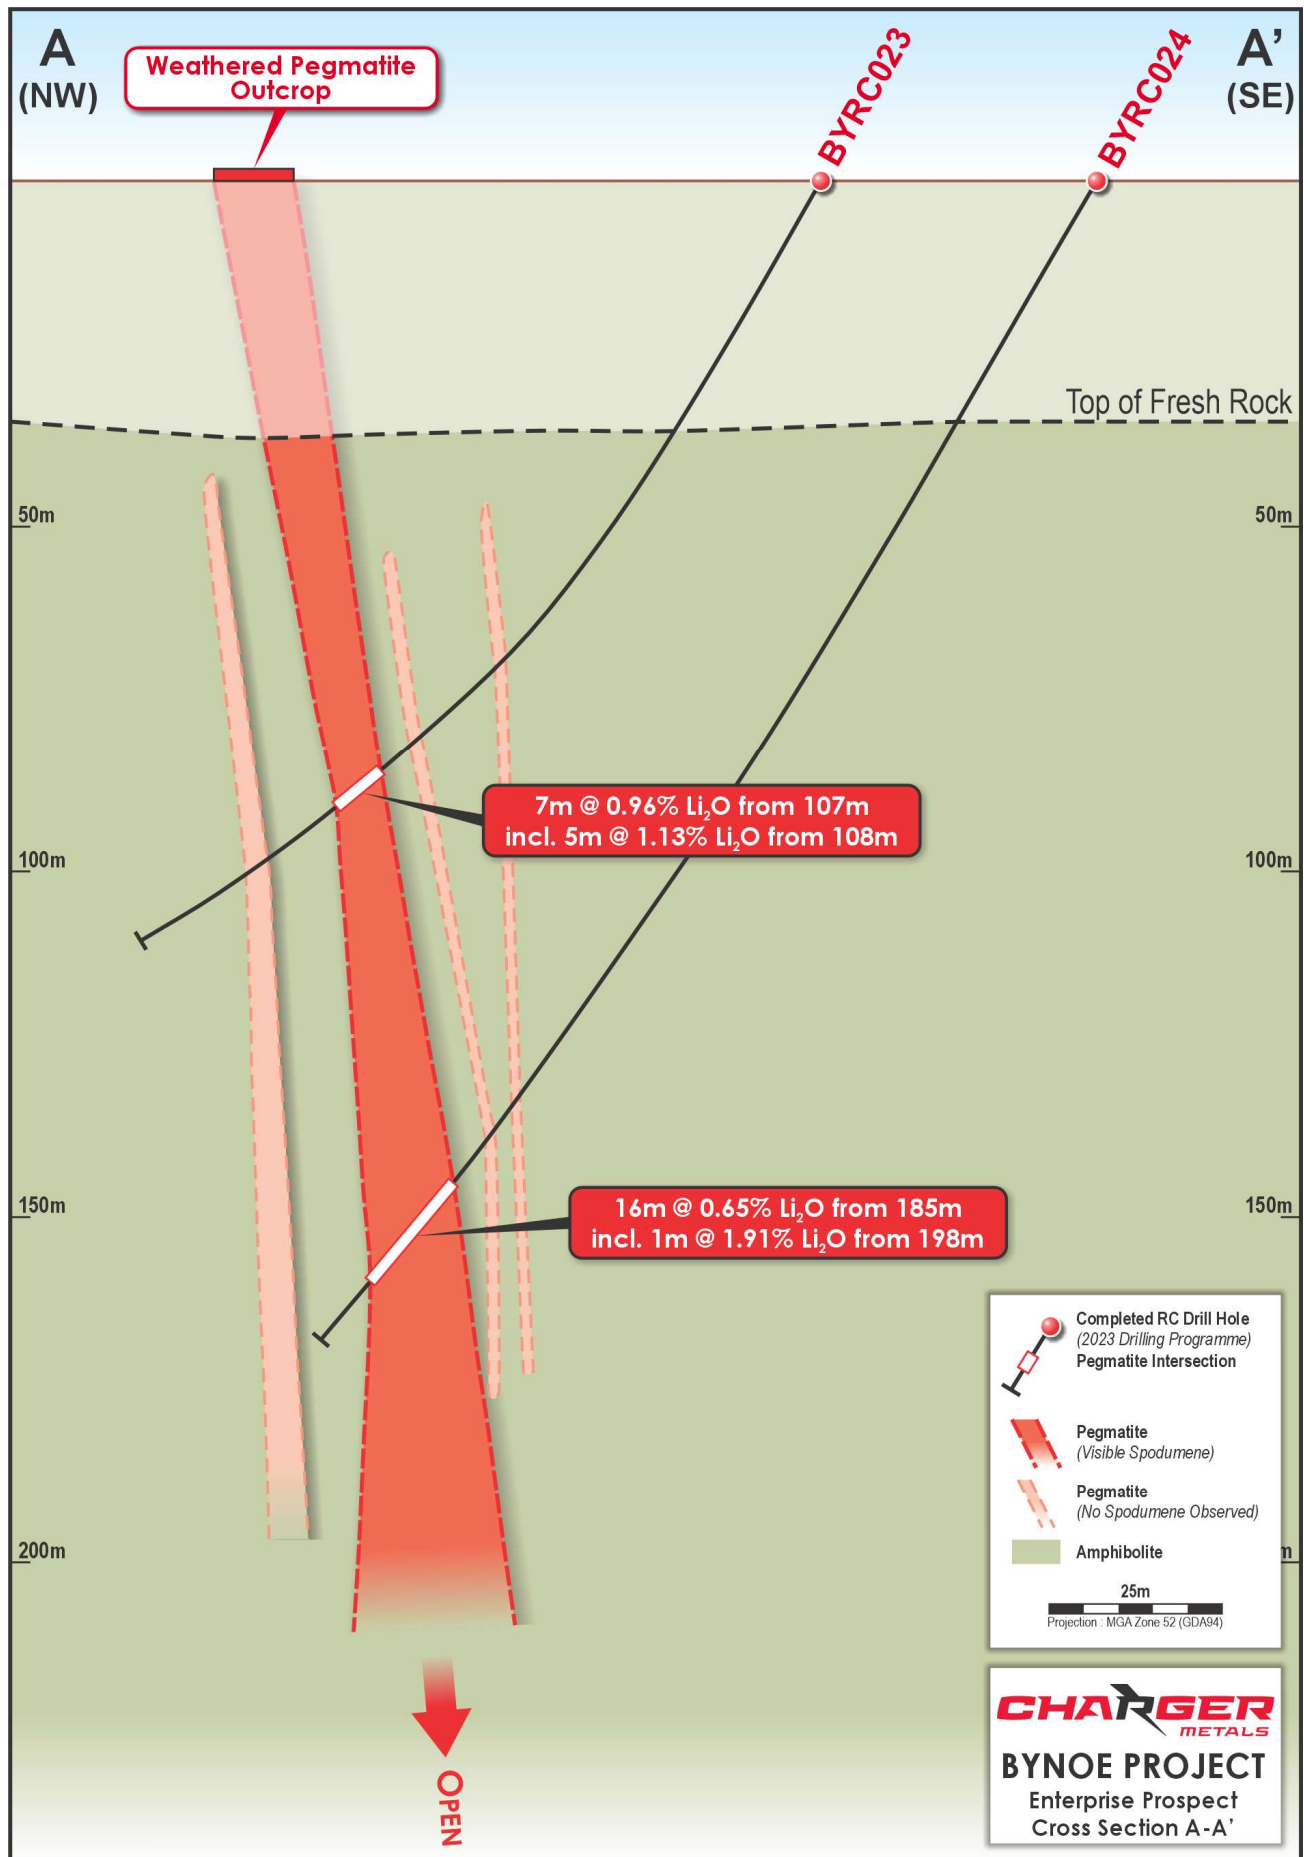 A
(NW)
Weathered Pegmatite
Outcrop
BYRC023
BYRC024
A’
(SE)
Top of Fresh Rock
50m
50m
7m @ 0.96% Li₂O from 107m
incl. 5m @ 1.13% Li₂O from 108m
100m
100m
16m @ 0.65% Li₂O from 185m
incl. 1m @ 1.91% Li₂O from 198m
150m
150m
Completed RC Drill Hole
(2023 Drilling Programme)
Pegmatite Intersection
Pegmatite
(Visible Spodumene)
Pegmatite
(No Spodumene Observed)
Amphibolite
200m
m
25m
Projection : MGA Zone 52 (GDA94)
OPEN
CHARGER
METALS
BYNOE PROJECT
Enterprise Prospect
Cross Section A-A’